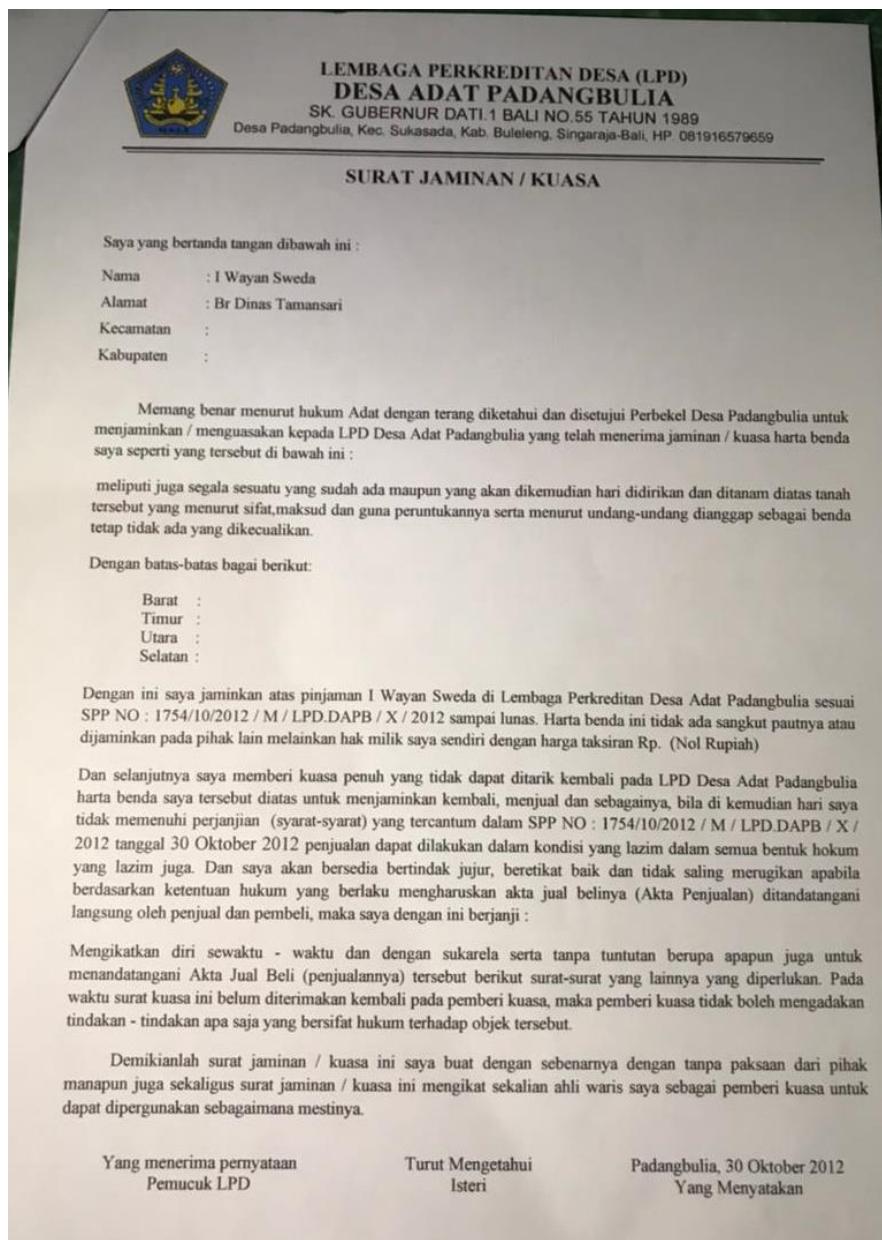 LEMBAGA PERKREDITAN DESA (LPD)
DESA ADAT PADANGBULIA
SK. GUBERNUR DATI.1 BALI NO.55 TAHUN 1989
Desa Padangbulia, Kec. Sukasada, Kab. Buleleng, Singaraja-Bali, HP. 081916579659
SURAT JAMINAN / KUASA
Saya yang bertanda tangan dibawah ini :
Nama : I Wayan Sweda
Alamat : Br Dinas Tamansari
Kecamatan :
Kabupaten :
Memang benar menurut hukum Adat dengan terang diketahui dan disetujui Perbekel Desa Padangbulia untuk
menjaminkan / menguasakan kepada LPD Desa Adat Padangbulia yang telah menerima jaminan / kuasa harta benda
saya seperti yang tersebut di bawah ini :
meliputi juga segala sesuatu yang sudah ada maupun yang akan dikemudian hari didirikan dan ditanam diatas tanah
tersebut yang menurut sifat,maksud dan guna peruntukannya serta menurut undang-undang dianggap sebagai benda
tetap tidak ada yang dikecualikan.
Dengan batas-batas bagai berikut:
Barat :
Timur :
Utara :
Selatan :
Dengan ini saya jaminkan atas pinjaman I Wayan Sweda di Lembaga Perkreditan Desa Adat Padangbulia sesuai
SPP NO : 1754/10/2012 / M / LPD.DAPB / X / 2012 sampai lunas. Harta benda ini tidak ada sangkut pautnya atau
dijaminkan pada pihak lain melainkan hak milik saya sendiri dengan harga taksiran Rp. (Nol Rupiah)
Dan selanjutnya saya memberi kuasa penuh yang tidak dapat ditarik kembali pada LPD Desa Adat Padangbulia
harta benda saya tersebut diatas untuk menjaminkan kembali, menjual dan sebagainya, bila di kemudian hari saya
tidak memenuhi perjanjian (syarat-syarat) yang tercantum dalam SPP NO : 1754/10/2012 / M / LPD.DAPB / X /
2012 tanggal 30 Oktober 2012 penjualan dapat dilakukan dalam kondisi yang lazim dalam semua bentuk hokum
yang lazim juga. Dan saya akan bersedia bertindak jujur, beretikat baik dan tidak saling merugikan apabila
berdasarkan ketentuan hukum yang berlaku mengharuskan akta jual belinya (Akta Penjualan) ditandatangani
langsung oleh penjual dan pembeli, maka saya dengan ini berjanji :
Mengikatkan diri sewaktu - waktu dan dengan sukarela serta tanpa tuntutan berupa apapun juga untuk
menandatangani Akta Jual Beli (penjualannya) tersebut berikut surat-surat yang lainnya yang diperlukan. Pada
waktu surat kuasa ini belum diterimakan kembali pada pemberi kuasa, maka pemberi kuasa tidak boleh mengadakan
tindakan - tindakan apa saja yang bersifat hukum terhadap objek tersebut.
Demikianlah surat jaminan / kuasa ini saya buat dengan sebenarnya dengan tanpa paksaan dari pihak
manapun juga sekaligus surat jaminan / kuasa ini mengikat sekalian ahli waris saya sebagai pemberi kuasa untuk
dapat dipergunakan sebagaimana mestinya.
Yang menerima pernyataan Turut Mengetahui Padangbulia, 30 Oktober 2012
Pemucuk LPD Isteri Yang Menyatakan